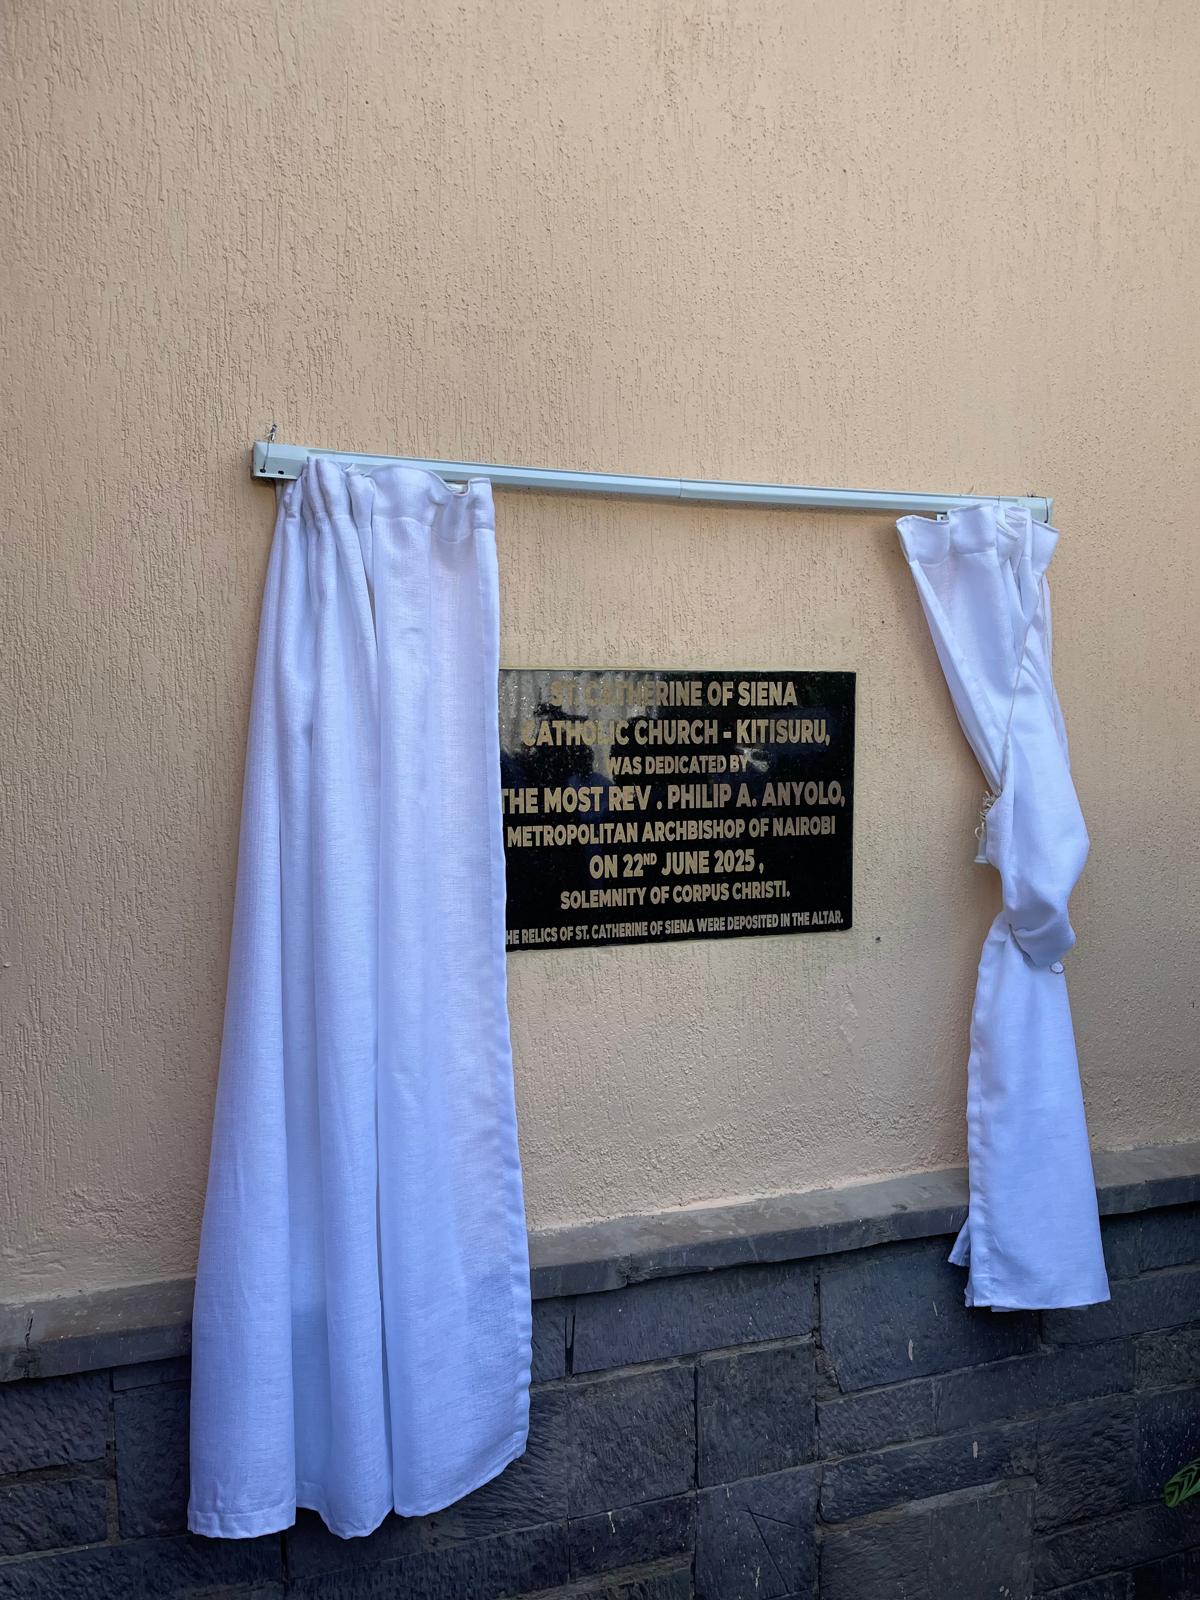 ST. CATHERINE OF SIENA
CATHOLIC CHURCH - KITISURU,
WAS DEDICATED BY
THE MOST REV . PHILIP A. ANYOLO,
METROPOLITAN ARCHBISHOP OF NAIROBI
ON 22ND JUNE 2025 ,
SOLEMNITY OF CORPUS CHRISTI.
THE RELICS OF ST. CATHERINE OF SIENA WERE DEPOSITED IN THE ALTAR.